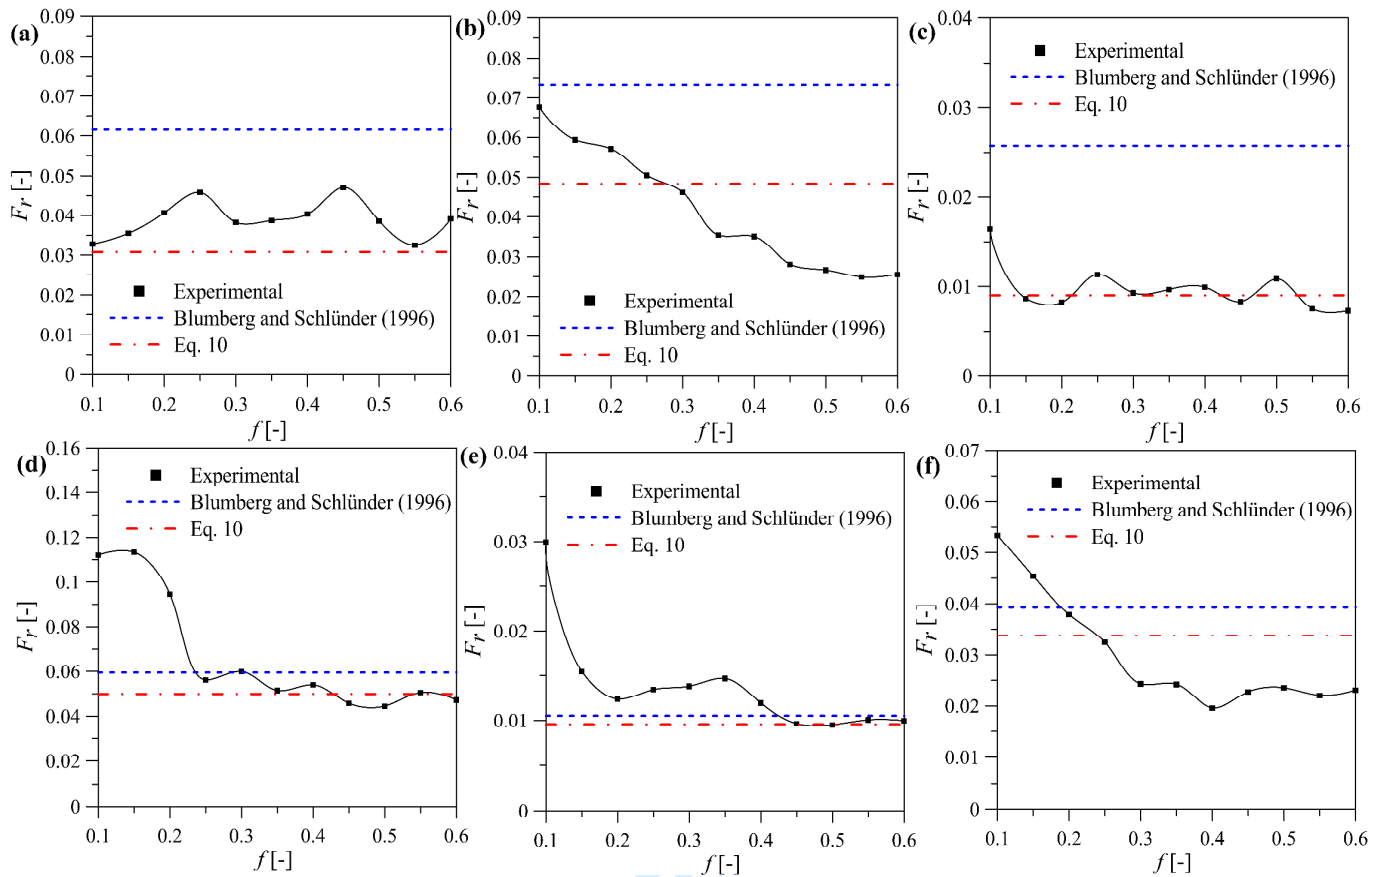 (a)
0.09
0.08
0.07
0.06
0.05
0.04
0.03
0.02
0.01
0
Fr [-]
Experimental
Blumberg and Schlünder (1996)
Eq. 10
0.1 0.2 0.3 0.4 0.5 0.6
f [-]
(b)
0.09
0.08
0.07
0.06
0.05
0.04
0.03
0.02
0.01
0
Fr [-]
Experimental
Blumberg and Schlünder (1996)
Eq. 10
0.1 0.2 0.3 0.4 0.5 0.6
f [-]
(c)
0.04
0.03
0.02
0.01
0
Fr [-]
Experimental
Blumberg and Schlünder (1996)
Eq. 10
0.1 0.2 0.3 0.4 0.5 0.6
f [-]
(d)
0.16
0.14
0.12
0.1
0.08
0.06
0.04
0.02
0
Fr [-]
Experimental
Blumberg and Schlünder (1996)
Eq. 10
0.1 0.2 0.3 0.4 0.5 0.6
f [-]
(e)
0.04
0.03
0.02
0.01
0
Fr [-]
Experimental
Blumberg and Schlünder (1996)
Eq. 10
0.1 0.2 0.3 0.4 0.5 0.6
f [-]
(f)
0.07
0.06
0.05
0.04
0.03
0.02
0.01
0
Fr [-]
Experimental
Blumberg and Schlünder (1996)
Eq. 10
0.1 0.2 0.3 0.4 0.5 0.6
f [-]